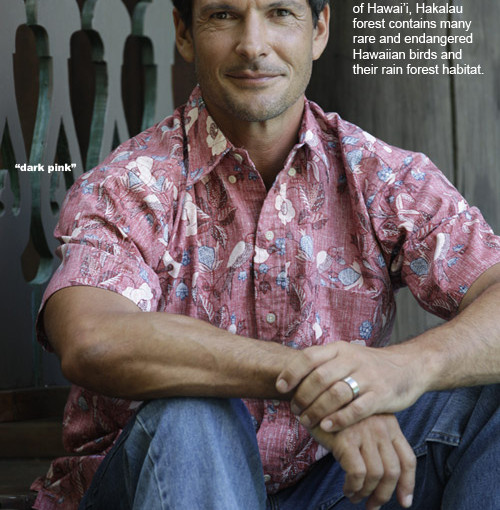 of Hawai’i, Hakalau
forest contains many
rare and endangered
Hawaiian birds and
their rain forest habitat.
“dark pink”